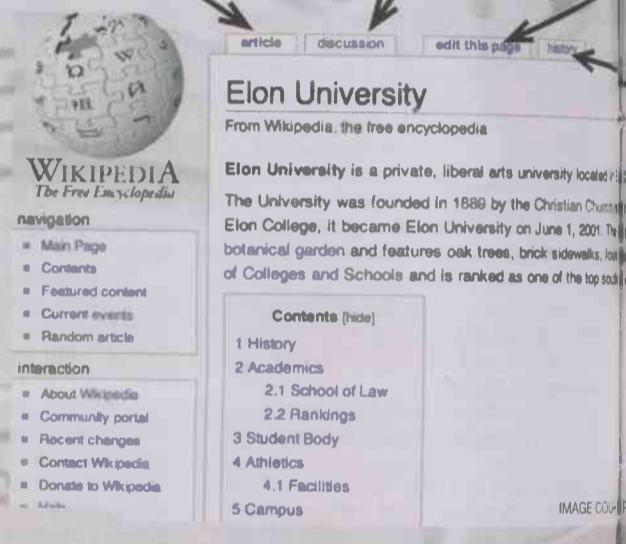 article discussion edit this page history
Elon University
From Wikipedia, the free encyclopedia
Elon University is a private, liberal arts university located
The University was founded in 1889 by the Christian Church
Elon College, it became Elon University on June 1, 2001. The
botanical garden and features oak trees, brick sidewalks,
of Colleges and Schools and is ranked as one of the top
WIKIPEDIA
The Free Encyclopedia
navigation
Main Page
Contents
Featured content
Current events
Random article
interaction
About Wikipedia
Community portal
Recent changes
Contact Wikipedia
Donate to Wikipedia
Contents [hide]
1 History
2 Academics
2.1 School of Law
2.2 Rankings
3 Student Body
4 Athletics
4.1 Facilities
5 Campus
IMAGE